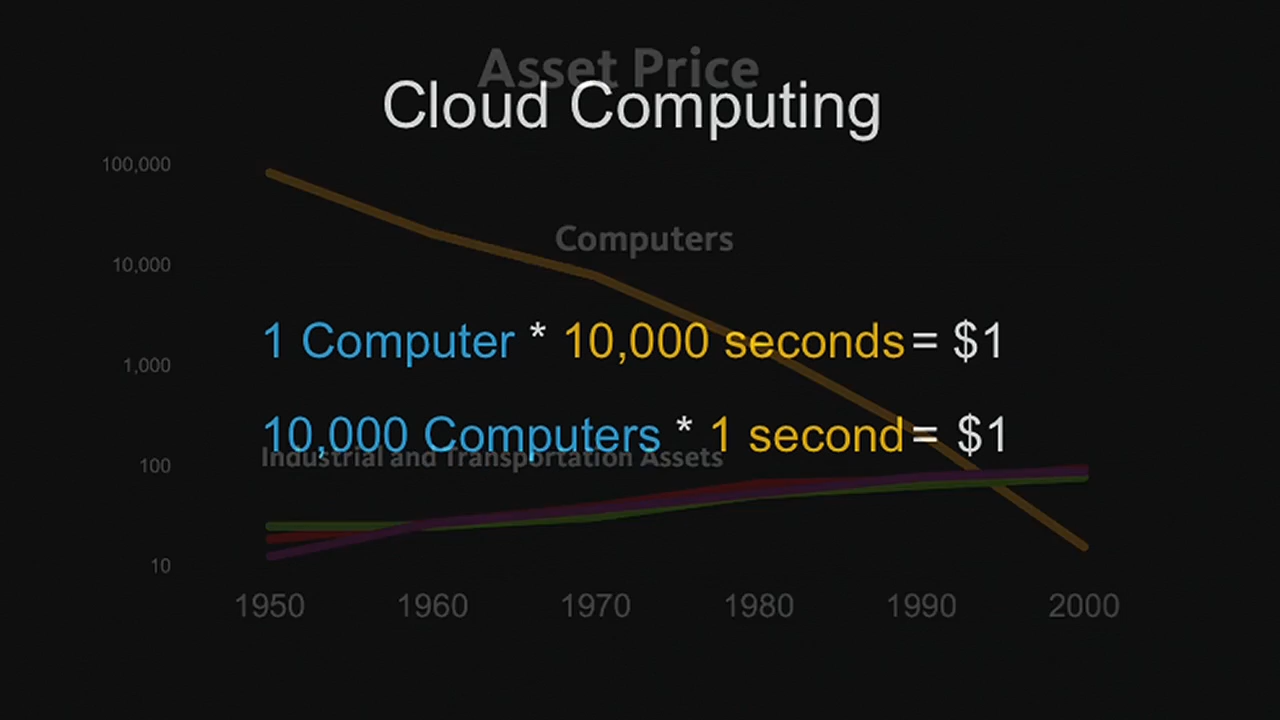 Asset Price
Cloud Computing
100,000
Computers
10,000
1 Computer * 10,000 seconds = $1
1,000
10,000 Computers * 1 second = $1
Industrial and Transportation Assets
100
10
1950 1960 1970 1980 1990 2000